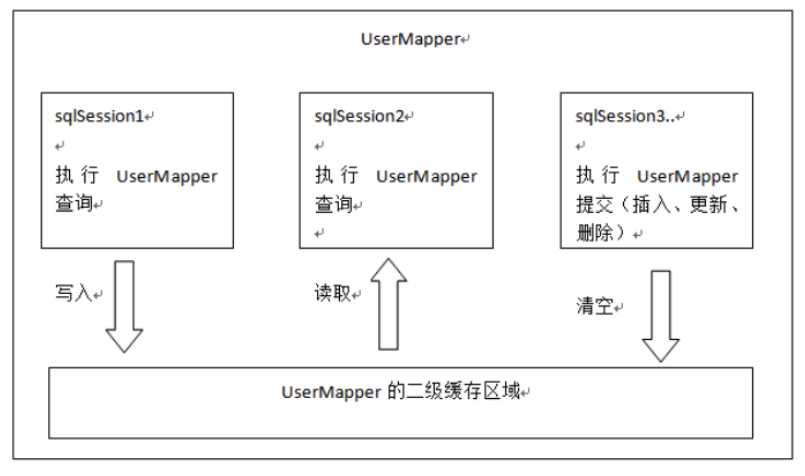 UserMapper↵
sqlSession1↵
↵
执行 UserMapper
查询↵
sqlSession2↵
↵
执行 UserMapper
查询↵
↵
sqlSession3..↵
↵
执行 UserMapper
提交（插入、更新、
删除）↵
写入↵
读取↵
清空↵
UserMapper 的二级缓存区域↵